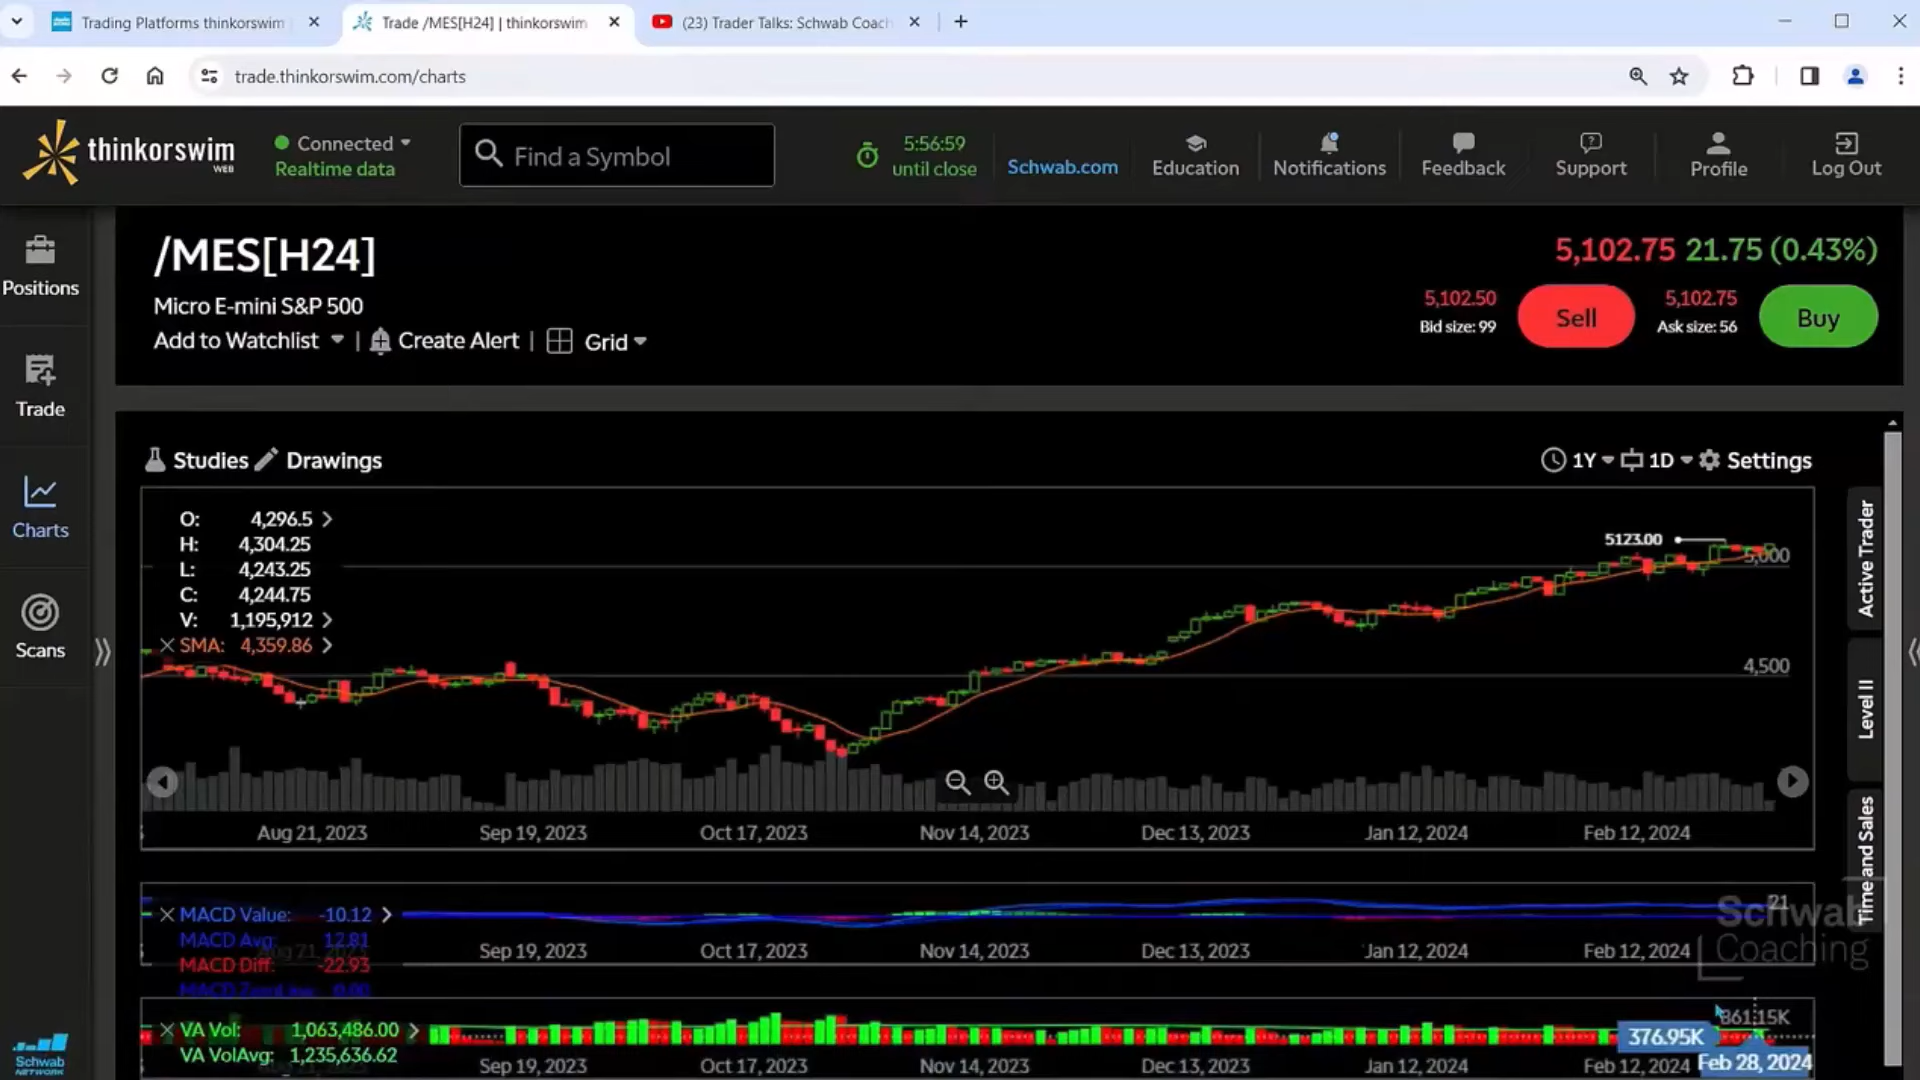 Trading Platforms thinkorswim
Trade /MES[H24] | thinkorswim
(23) Trader Talks: Schwab Coach
trade.thinkorswim.com/charts
thinkorswim
WEB
Connected
Realtime data
Find a Symbol
5:56:59
until close
Schwab.com
Education
Notifications
Feedback
Support
Profile
Log Out
Positions
Trade
Charts
Scans
Schwab
NETWORK
/MES[H24]
Micro E-mini S&P 500
Add to Watchlist | Create Alert | Grid
5,102.75 21.75 (0.43%)
5,102.50
Bid size: 99
Sell
5,102.75
Ask size: 56
Buy
Studies Drawings
1Y 1D Settings
O: 4,296.5
H: 4,304.25
L: 4,243.25
C: 4,244.75
V: 1,195,912
SMA: 4,359.86
5123.00
5,000
4,500
Aug 21, 2023 Sep 19, 2023 Oct 17, 2023 Nov 14, 2023 Dec 13, 2023 Jan 12, 2024 Feb 12, 2024
MACD Value: -10.12
MACD Avg: 12.81
MACD Diff: -22.93
MACD ZeroLine: 0.00
21
Sep 19, 2023 Oct 17, 2023 Nov 14, 2023 Dec 13, 2023 Jan 12, 2024 Feb 12, 2024
VA Vol: 1,063,486.00
VA VolAvg: 1,235,636.62
861.15K
376.95K
Sep 19, 2023 Oct 17, 2023 Nov 14, 2023 Dec 13, 2023 Jan 12, 2024 Feb 12, 2024
Feb 28, 2024
Active Trader
Level II
Time and Sales
Schwab
Coaching